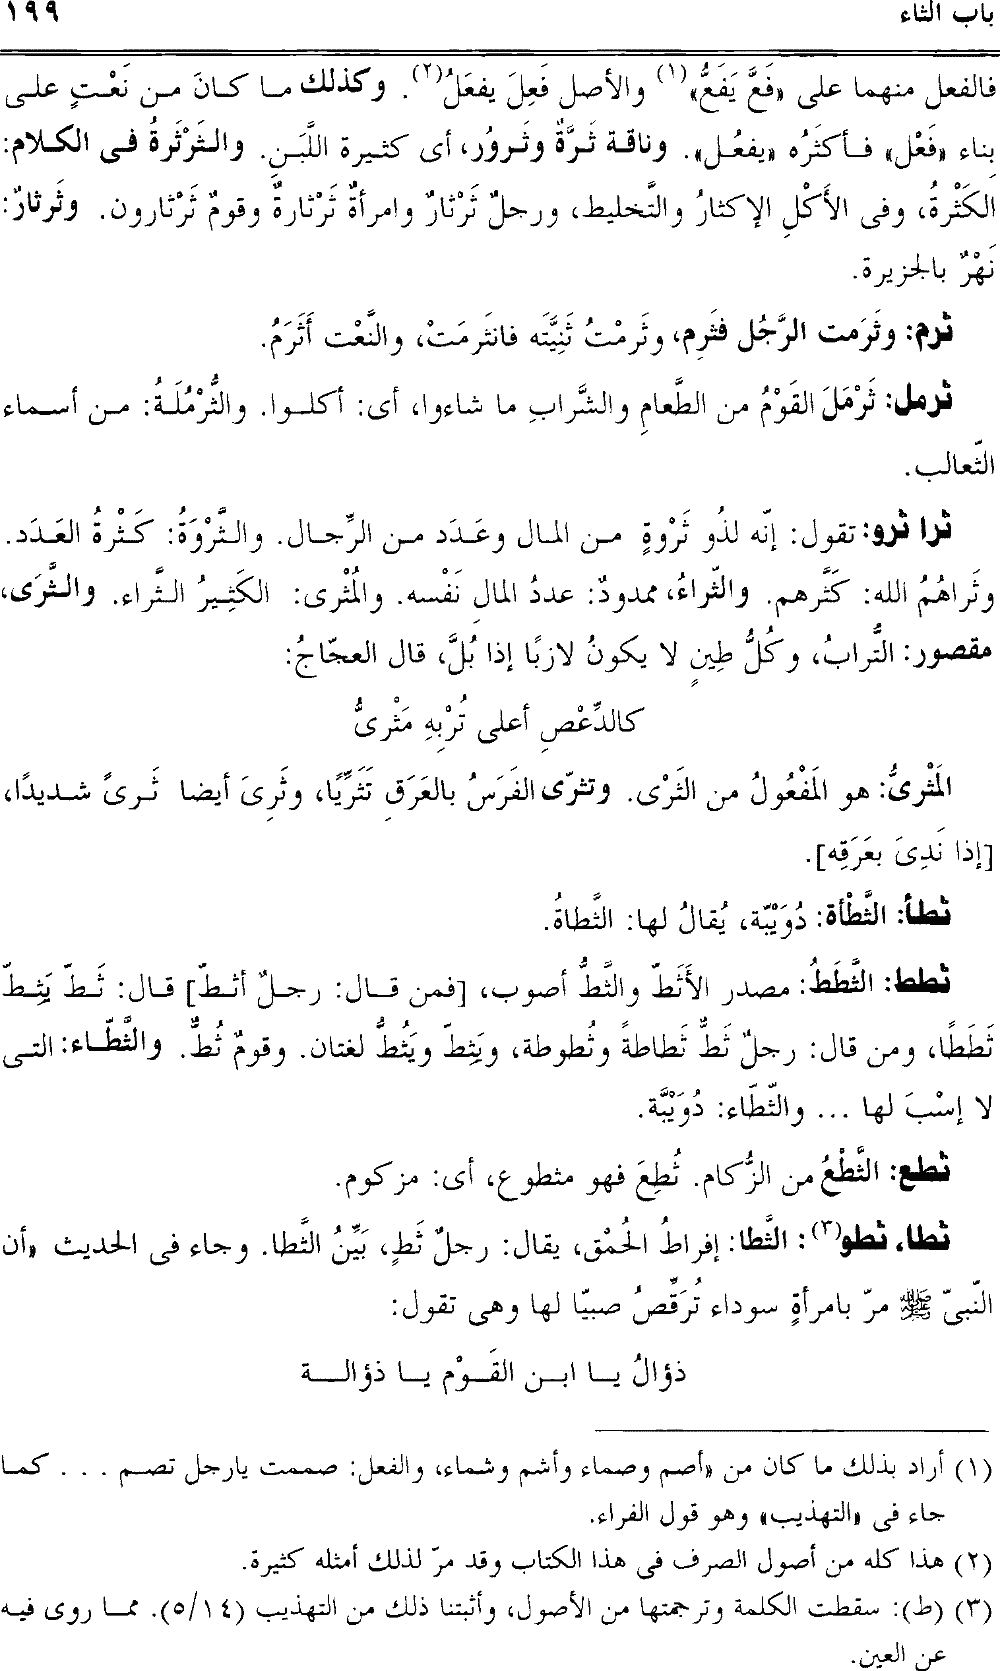 باب الثاء ١٩٩
فالفعل منهما على «فَعَّ يَفَعُّ»(١) والأصل فَعِلَ يفعَلُ(٢). وكذلك ما كانَ من نَعْتٍ على
بِناء «فَعْل» فأكثَرُه «يفعُل». وناقة ثَرَّةٌ وثَرورٌ، أى كثيرة اللَّبَنِ. والثَرْثَرةُ فى الكلام:
الكَثْرةُ، وفى الأَكْلِ الإكثارُ والتَّخليط، ورجلٌ ثَرْثارٌ وامرأةٌ ثَرْثارةٌ وقومٌ ثَرْثارون. وثَرثارٌ:
نَهْرٌ بالجزيرة.
ثرم: وثَرَمت الرَّجُل فثَرِم، وثَرمْتُ ثَنِيَّتَه فانثَرمَتْ، والنَّعْت أَثَرَمُ.
ثرمل: ثَرْمَلَ القَوْمُ من الطَّعامِ والشَّرابِ ما شاءوا، أى: أكلوا. والثُّرْمُلَةُ: من أسماء
الثّعالب.
ثرا ثرو: تقول: إنّه لذُو ثَرْوةٍ من المال وعَدَد من الرِّجال. والثَّرْوَةُ: كَثْرةُ العَدَد.
وثَراهُمُ الله: كَثَّرهم. والثّراءُ، ممدودٌ: عددُ المالِ نَفْسه. والمُثْرى: الكَثِيرُ الثَّراء. والثَّرَى،
مقصور: التُّرابُ، وكُلُّ طِينٍ لا يكونُ لازبًا إذا بُلَّ، قال العجّاجُ:
كالدِّعْصِ أعلى تُرْبِهِ مَثْرىُّ
المَثْرىُّ: هو المَفْعُولُ من الثَرْى. وتثرّى الفَرَسُ بالعَرَقِ تَثَرِّيًا، وثَرِىَ أيضا ثَرىً شديدًا،
[إذا نَدِىَ بعَرَقِه].
ثطأ: الثَّطْأة: دُوَيْبّة، يُقالُ لها: الثَّطاةُ.
ثطط: الثَّطَطُ: مصدر الأَثَطّ والثَّطُّ أصوب، [فمن قال: رجلٌ أثطّ] قال: ثَطّ يَثِطّ
ثَطَطًا، ومن قال: رجلٌ ثَطٌّ ثَطاطةً وثُطوطة، ويَثِطّ ويَثُطُّ لغتان. وقومٌ ثُطٌّ. والثَّطّاء: التى
لا إسْبَ لها ... والثّطّاء: دُوَيْبَّة.
ثطع: الثَّطْعُ من الزُّكام. ثُطِعَ فهو مثطوع، أى: مزكوم.
ثطا، ثطو(٣): الثَّطا: إفراطُ الحُمْق، يقال: رجلٌ ثَطٍ، بَيِّنُ الثَّطا. وجاء فى الحديث «أن
النّبىّ ﷺ مرّ بامرأةٍ سوداء تُرَقِّصُ صبيّا لها وهى تقول:
ذؤالُ يا ابن القَوْم يا ذؤالة
(١) أراد بذلك ما كان من «أصم وصماء وأشم وشماء، والفعل: صممت يارجل تصم ... كما
جاء فى «التهذيب» وهو قول الفراء.
(٢) هذا كله من أصول الصرف فى هذا الكتاب وقد مرّ لذلك أمثله كثيرة.
(٣) (ط): سقطت الكلمة وترجمتها من الأصول، وأثبتنا ذلك من التهذيب (٥/١٤). مما روى فيه
عن العين.